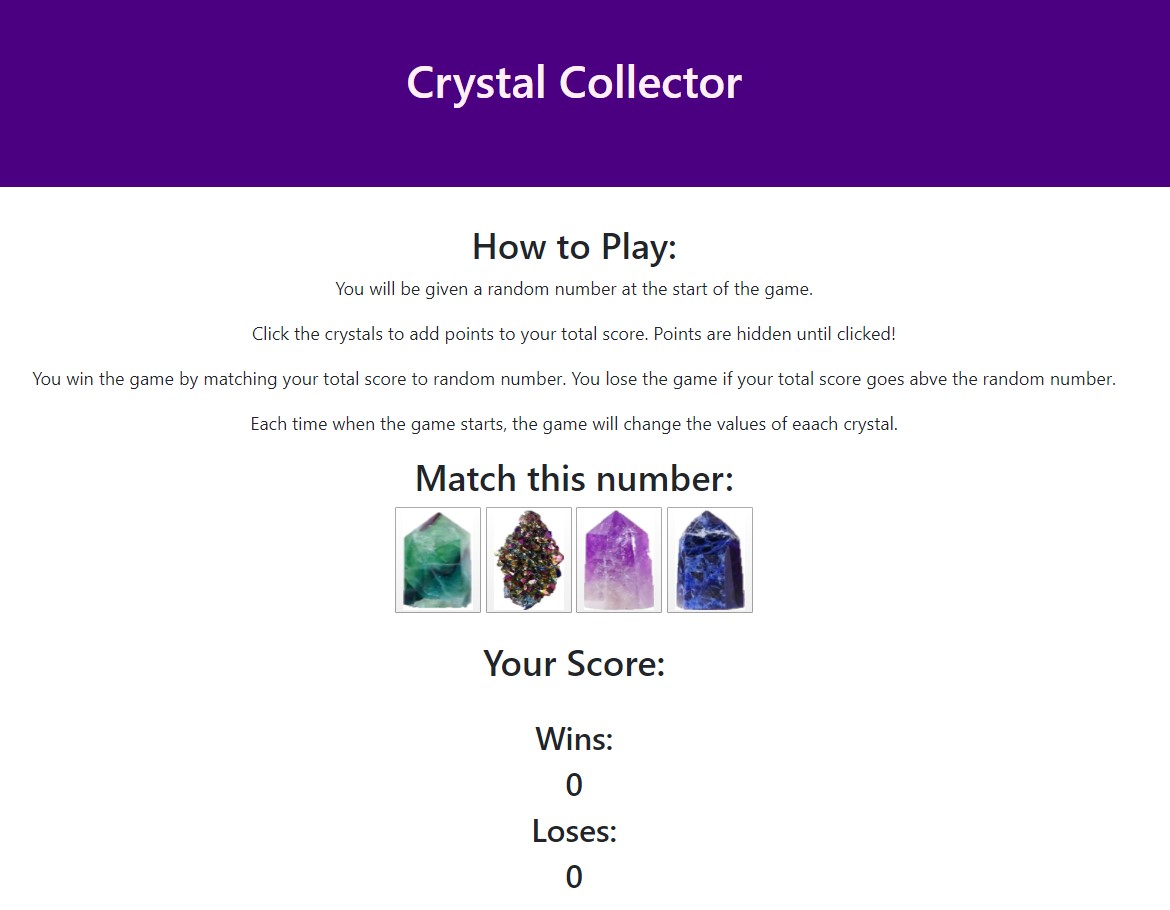 Crystal Collector
How to Play:
You will be given a random number at the start of the game.
Click the crystals to add points to your total score. Points are hidden until clicked!
You win the game by matching your total score to random number. You lose the game if your total score goes abve the random number.
Each time when the game starts, the game will change the values of eaach crystal.
Match this number:
Your Score:
Wins:
0
Loses:
0